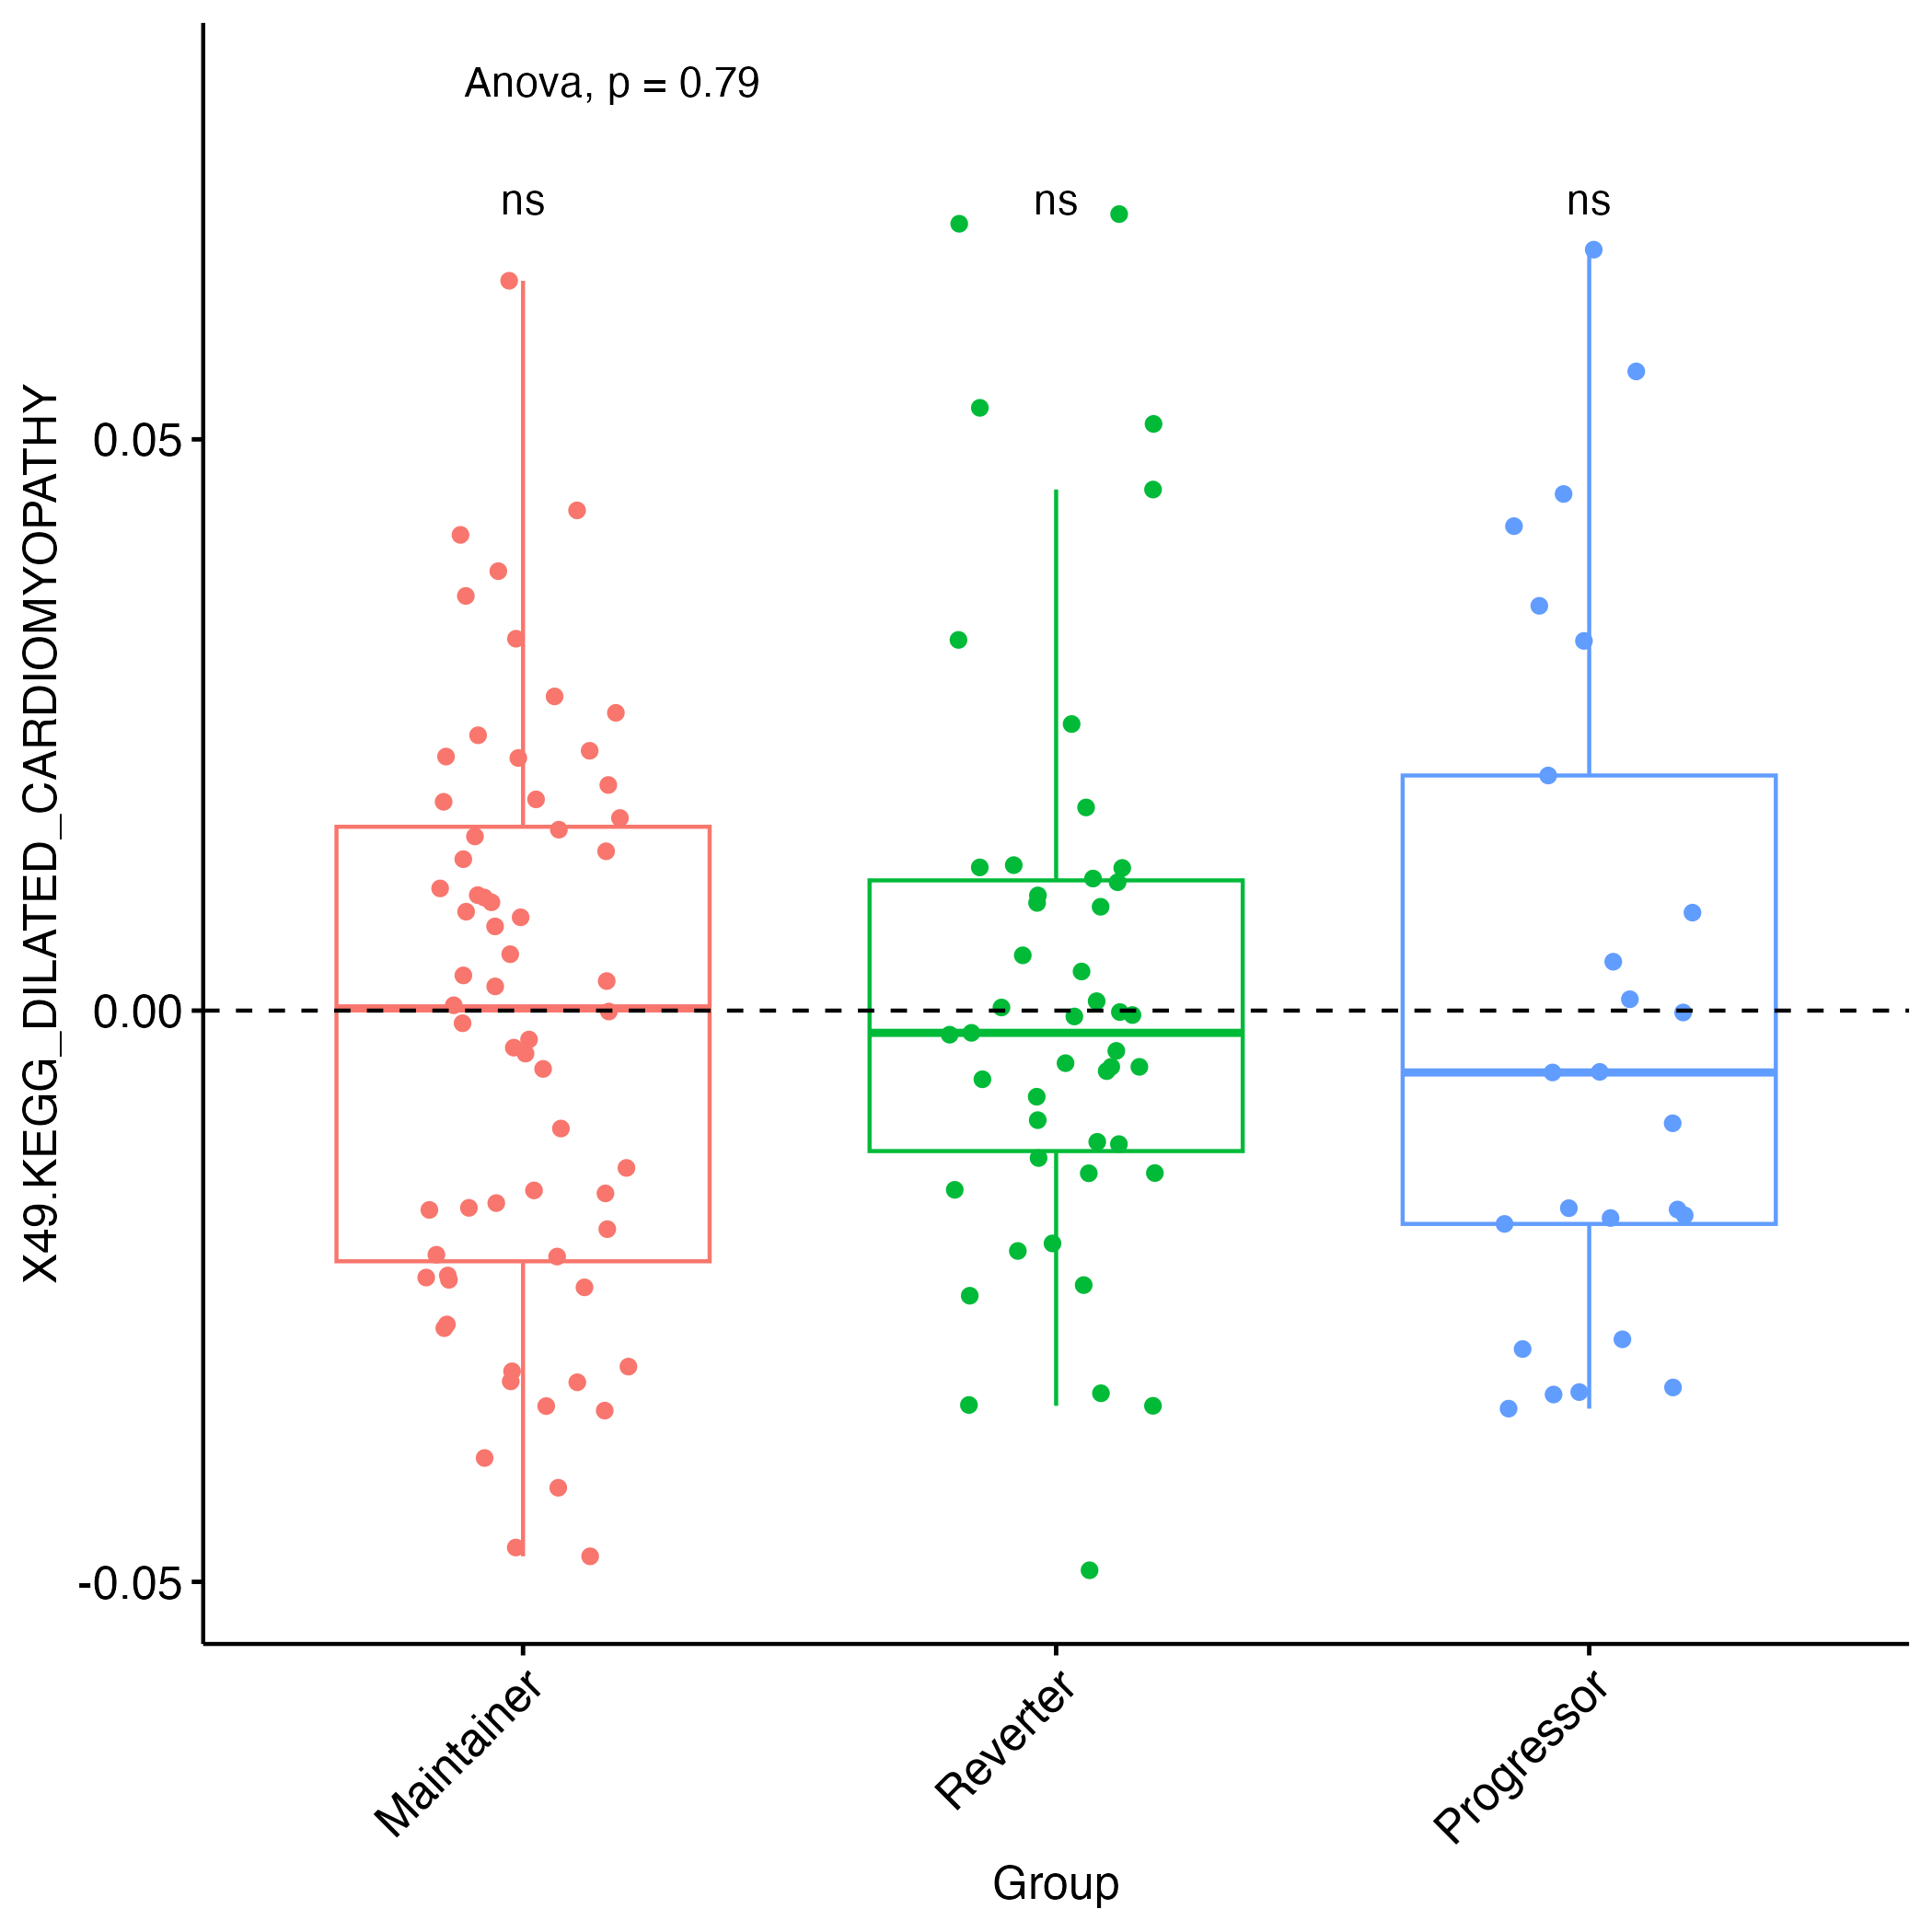 Anova, p = 0.79
ns ns ns
X49.KEGG_DILATED_CARDIOMYOPATHY
0.05
0.00
-0.05
Maintainer Reverter Progressor
Group